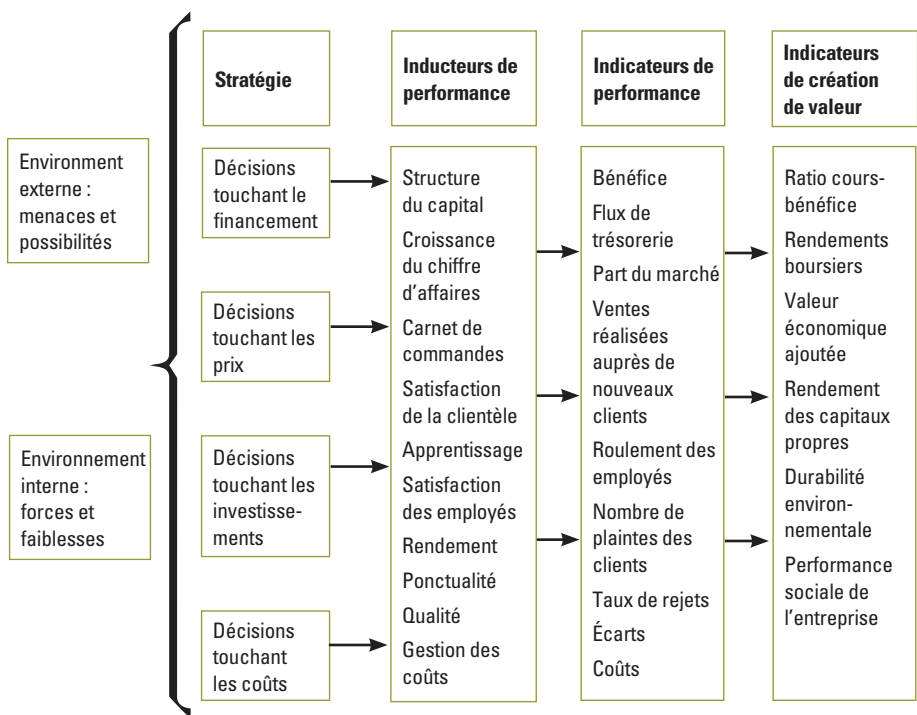 Environment
externe :
menaces et
possibilités
Environnement
interne :
forces et
faiblesses
Stratégie
Décisions
touchant le
financement
Décisions
touchant les
prix
Décisions
touchant les
investisse-
ments
Décisions
touchant
les coûts
Inducteurs de
performance
Structure
du capital
Croissance
du chiffre
d'affaires
Carnet de
commandes
Satisfaction
de la clientèle
Apprentissage
Satisfaction
des employés
Rendement
Ponctualité
Qualité
Gestion des
coûts
Indicateurs de
performance
Bénéfice
Flux de
trésorerie
Part du marché
Ventes
réalisées
auprès de
nouveaux
clients
Roulement des
employés
Nombre de
plaintes des
clients
Taux de rejets
Écarts
Coûts
Indicateurs
de création
de valeur
Ratio cours-
bénéfice
Rendements
boursiers
Valeur
économique
ajoutée
Rendement
des capitaux
propres
Durabilité
environ-
nementale
Performance
sociale de
l'entreprise